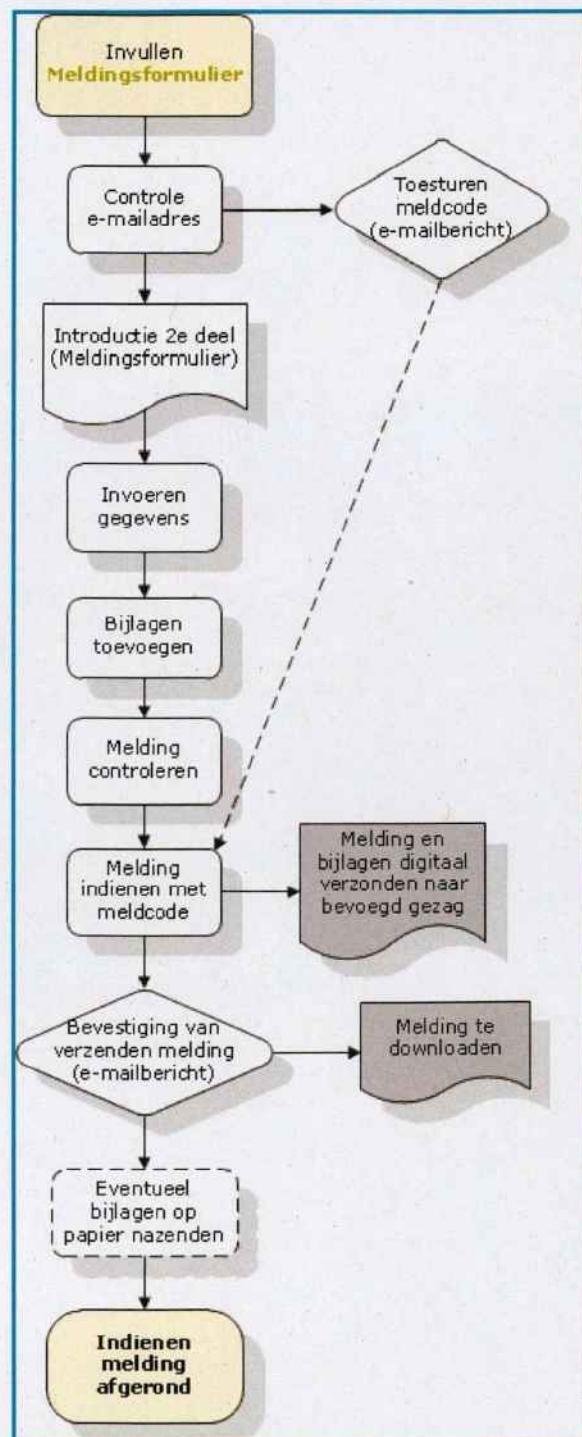 Invullen
Meldingsformulier
Controle
e-mailadres
Toesturen
meldcode
(e-mailbericht)
Introductie 2e deel
(Meldingsformulier)
Invoeren
gegevens
Bijlagen
toevoegen
Melding
controleren
Melding
indienen met
meldcode
Melding en
bijlagen digitaal
verzonden naar
bevoegd gezag
Bevestiging van
verzenden melding
(e-mailbericht)
Melding te
downloaden
Eventueel
bijlagen op
papier nazenden
Indienen
melding
afgerond